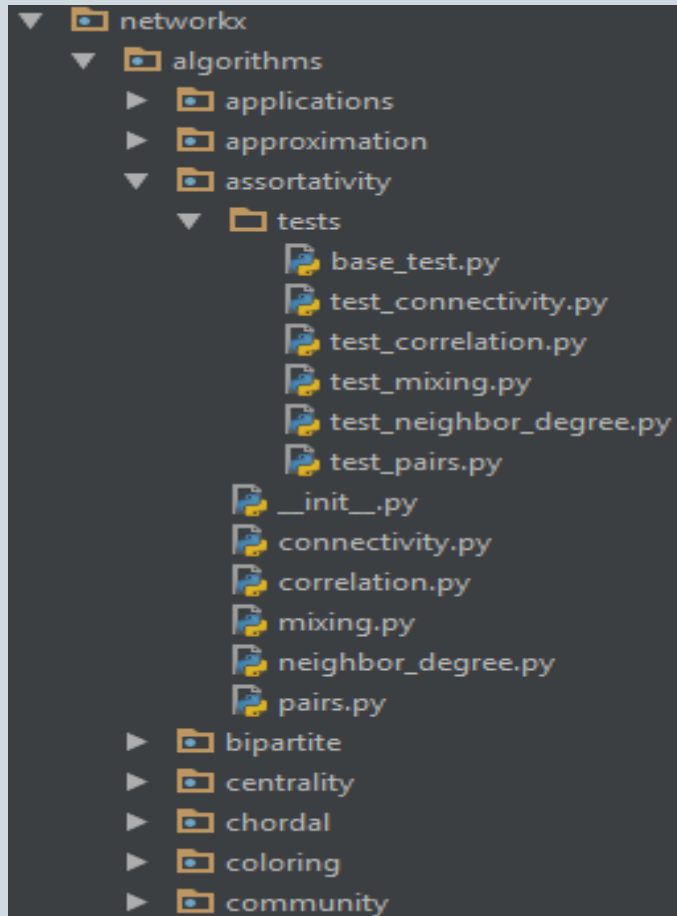 networkx
algorithms
applications
approximation
assortativity
tests
base_test.py
test_connectivity.py
test_correlation.py
test_mixing.py
test_neighbor_degree.py
test_pairs.py
__init__.py
connectivity.py
correlation.py
mixing.py
neighbor_degree.py
pairs.py
bipartite
centrality
chordal
coloring
community